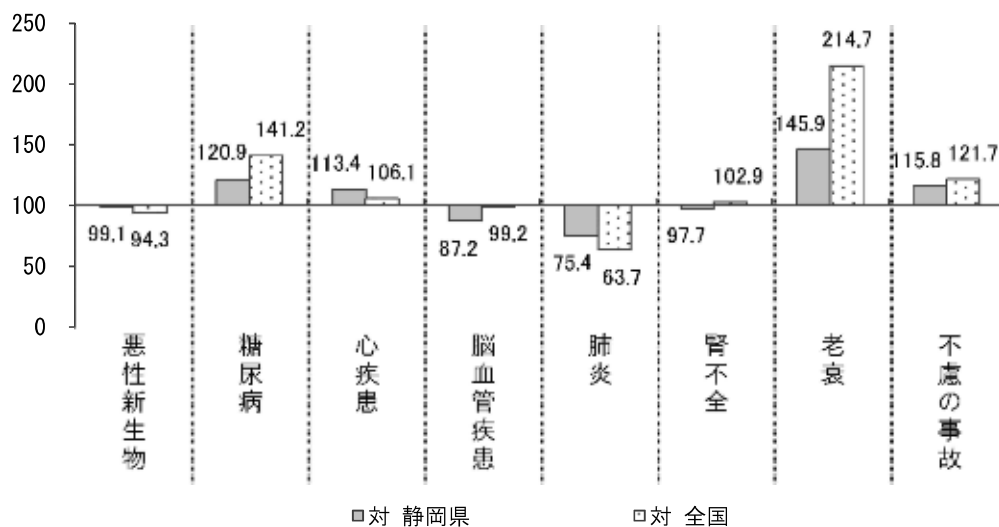 250
200
150
100
50
0
99.1
94.3
120.9
141.2
113.4
106.1
87.2
99.2
75.4
63.7
97.7
102.9
145.9
214.7
115.8
121.7
悪性新生物
糖尿病
心疾患
脳血管疾患
肺炎
腎不全
老衰
不慮の事故
対 静岡県
対 全国